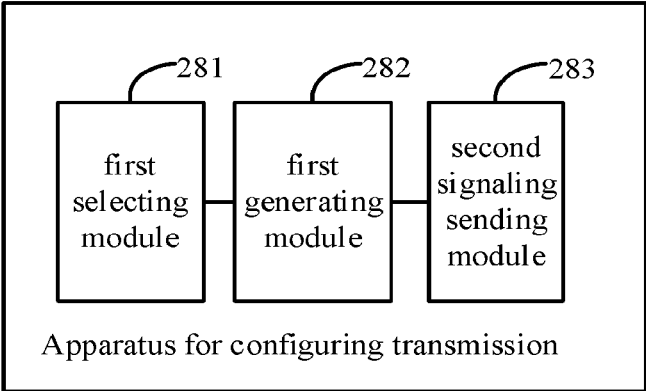 281
282
283
first
selecting
module
first
generating
module
second
signaling
sending
module
Apparatus for configuring transmission